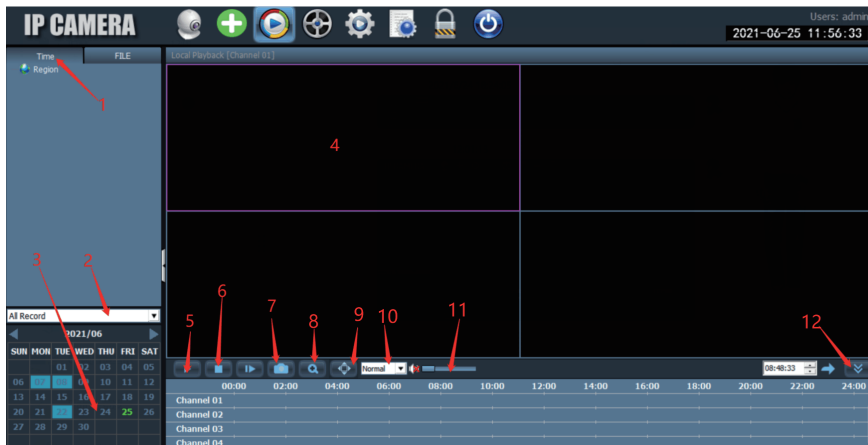 IP CAMERA
Users: admin
2021-06-25 11:56:33
Time FILE
Region
Local Playback [Channel 01]
1
4
3 2
All Record
2021/06
SUN MON TUE WED THU FRI SAT
01 02 03 04 05
06 07 08 09 10 11 12
13 14 15 16 17 18 19
20 21 22 23 24 25 26
27 28 29 30
5 6 7 8 9 10 11 12
Normal 08:48:33
00:00 02:00 04:00 06:00 08:00 10:00 12:00 14:00 16:00 18:00 20:00 22:00 24:00
Channel 01
Channel 02
Channel 03
Channel 04